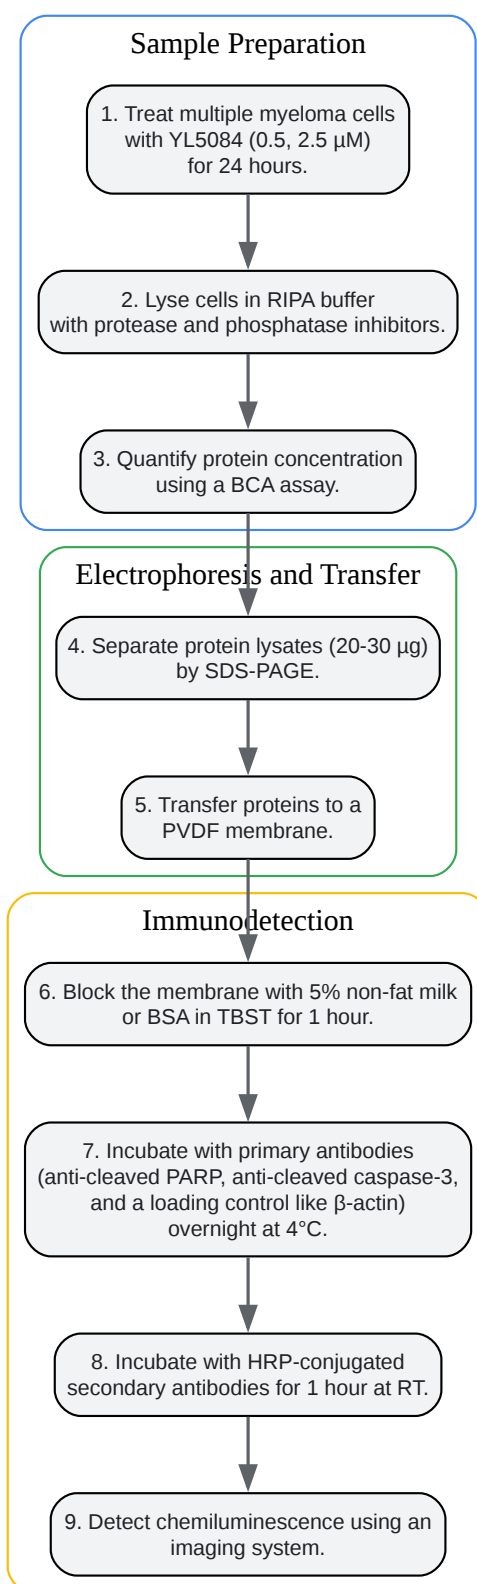 Sample Preparation
1. Treat multiple myeloma cells
with YL5084 (0.5, 2.5 µM)
for 24 hours.
2. Lyse cells in RIPA buffer
with protease and phosphatase inhibitors.
3. Quantify protein concentration
using a BCA assay.
Electrophoresis and Transfer
4. Separate protein lysates (20-30 µg)
by SDS-PAGE.
5. Transfer proteins to a
PVDF membrane.
Immunodetection
6. Block the membrane with 5% non-fat milk
or BSA in TBST for 1 hour.
7. Incubate with primary antibodies
(anti-cleaved PARP, anti-cleaved caspase-3,
and a loading control like β-actin)
overnight at 4°C.
8. Incubate with HRP-conjugated
secondary antibodies for 1 hour at RT.
9. Detect chemiluminescence using an
imaging system.